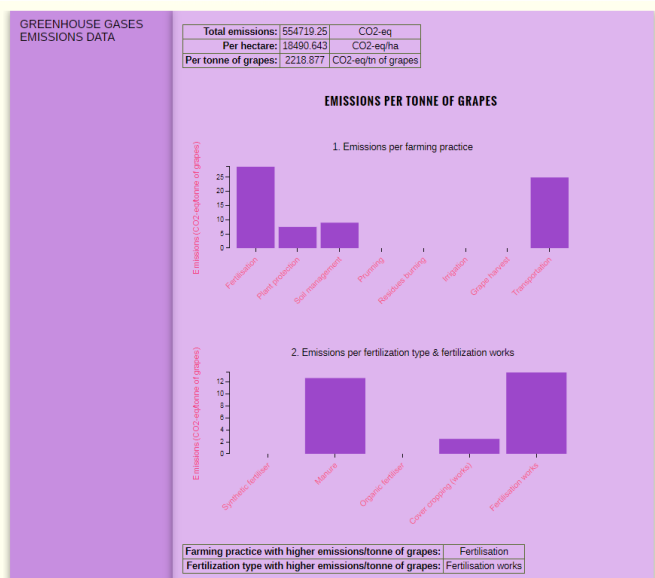 GREENHOUSE GASES
EMISSIONS DATA
Total emissions: 554719.25 CO2-eq
Per hectare: 18490.643 CO2-eq/ha
Per tonne of grapes: 2218.877 CO2-eq/tn of grapes
EMISSIONS PER TONNE OF GRAPES
1. Emissions per farming practice
Emissions (CO2-eq/tonne of grapes)
25
20
15
10
5
0
Fertilisation
Plant protection
Soil management
Prunning
Residues burning
Irrigation
Grape harvest
Transportation
2. Emissions per fertilization type & fertilization works
Emissions (CO2-eq/tonne of grapes)
12
10
8
6
4
2
0
Synthetic fertiliser
Manure
Organic fertiliser
Cover cropping (works)
Fertilisation works
Farming practice with higher emissions/tonne of grapes: Fertilisation
Fertilization type with higher emissions/tonne of grapes: Fertilisation works